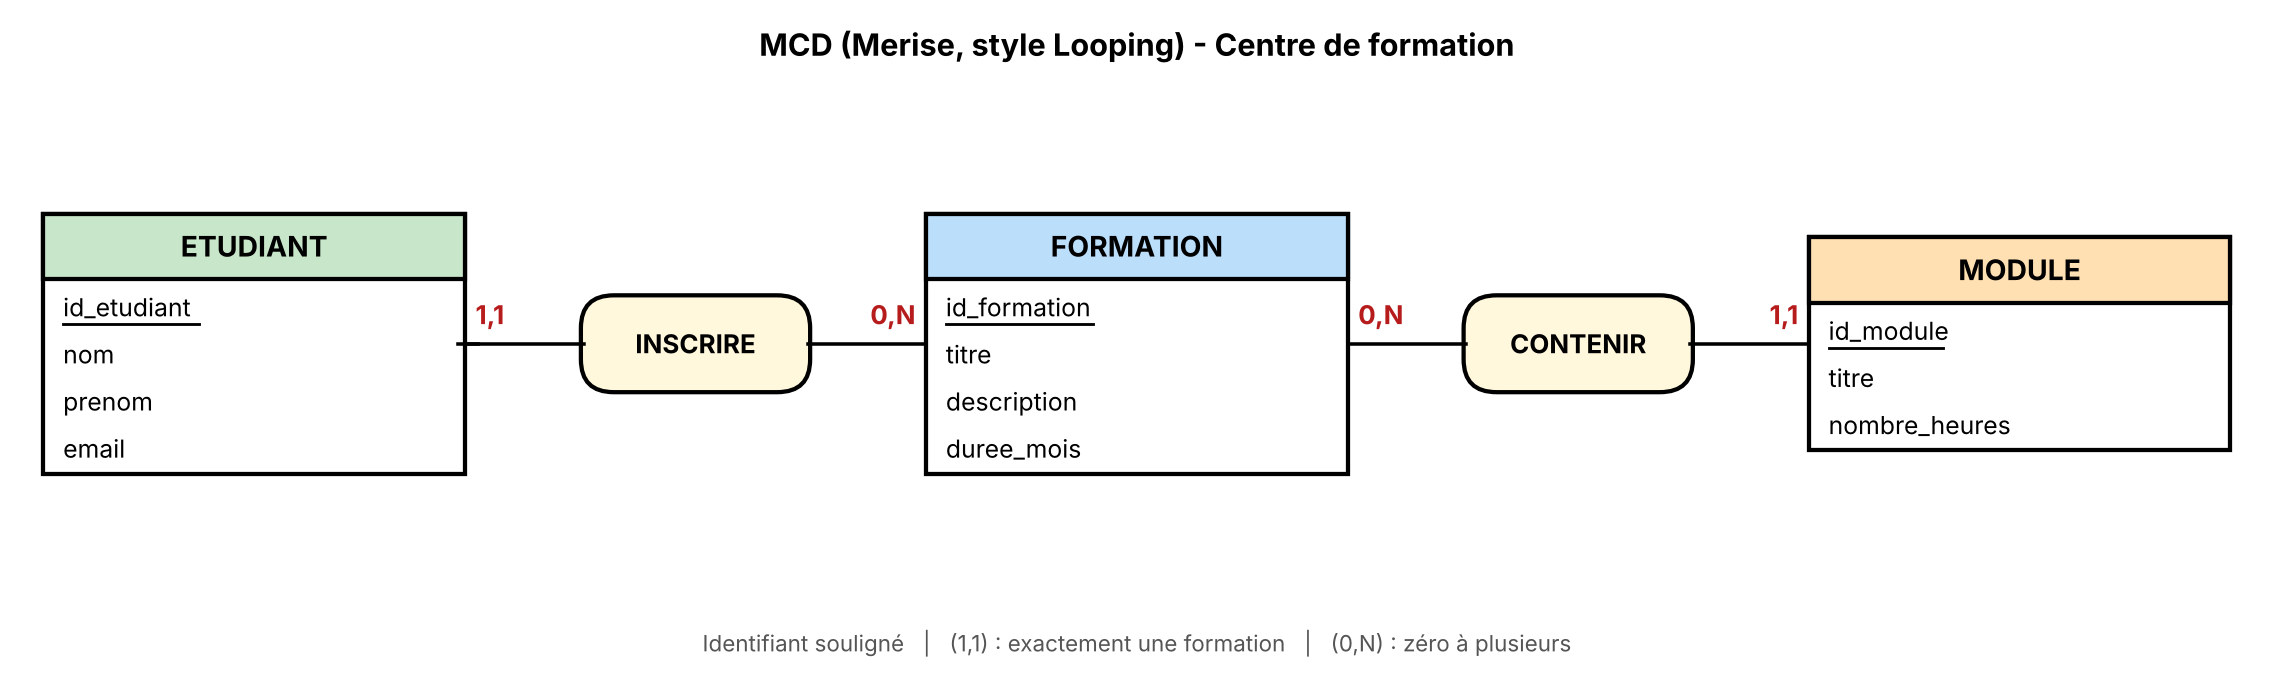 MCD (Merise, style Looping) - Centre de formation
ETUDIANT
id_etudiant
nom
prenom
email
1,1
INSCRIRE
0,N
FORMATION
id_formation
titre
description
duree_mois
0,N
CONTENIR
1,1
MODULE
id_module
titre
nombre_heures
Identifiant souligné | (1,1) : exactement une formation | (0,N) : zéro à plusieurs